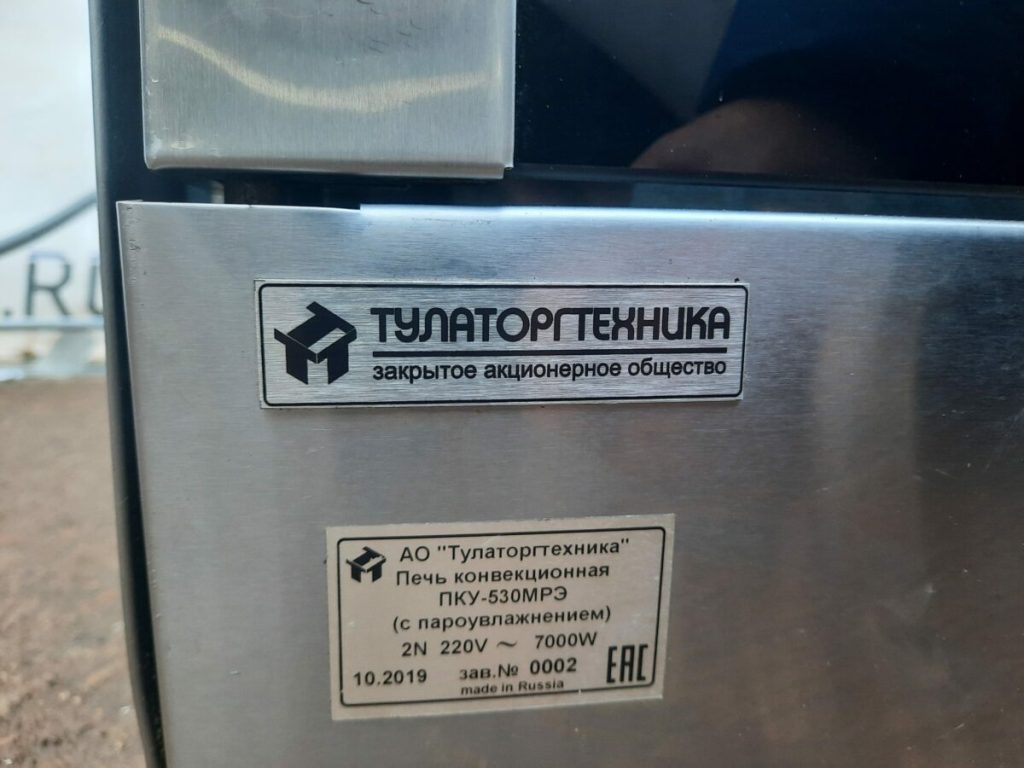 .RU
ТУЛАТОРГТЕХНИКА
закрытое акционерное общество
АО "Тулаторгтехника"
Печь конвекционная
ПКУ-530МРЭ
(с пароувлажнением)
2N 220V ~ 7000W
10.2019 зав.№ 0002
made in Russia
EAC